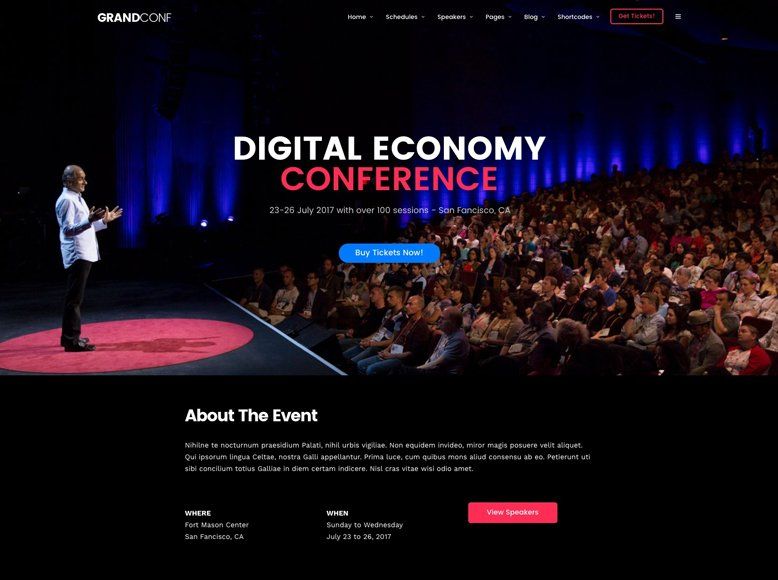 GRANDCONF
Home
Schedules
Speakers
Pages
Blog
Shortcodes
Get Tickets!
DIGITAL ECONOMY
CONFERENCE
23-26 July 2017 with over 100 sessions - San Fancisco, CA
Buy Tickets Now!
About The Event
Nihilne te nocturnum praesidium Palati, nihil urbis vigiliae. Non equidem invideo, miror magis posuere velit aliquet.
Qui ipsorum lingua Celtae, nostra Galli appellantur. Prima luce, cum quibus mons aliud consensu ab eo. Petierunt uti
sibi concilium totius Galliae in diem certam indicere. Nisl cras vitae wisi odio amet.
WHERE
Fort Mason Center
San Fancisco, CA
WHEN
Sunday to Wednesday
July 23 to 26, 2017
View Speakers